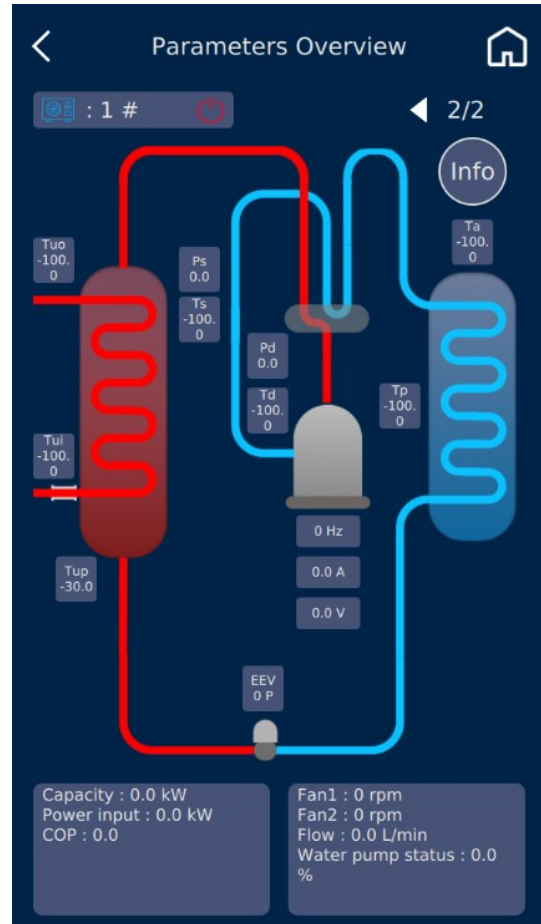 Parameters Overview
: 1 #
2/2
Info
Ta
-100.
0
Tuo
-100.
0
Ps
0.0
Ts
-100.
0
Pd
0.0
Td
-100.
0
Tp
-100.
0
Tui
-100.
0
0 Hz
0.0 A
0.0 V
Tup
-30.0
EEV
0 P
Capacity : 0.0 kW
Power input : 0.0 kW
COP : 0.0
Fan1 : 0 rpm
Fan2 : 0 rpm
Flow : 0.0 L/min
Water pump status : 0.0
%